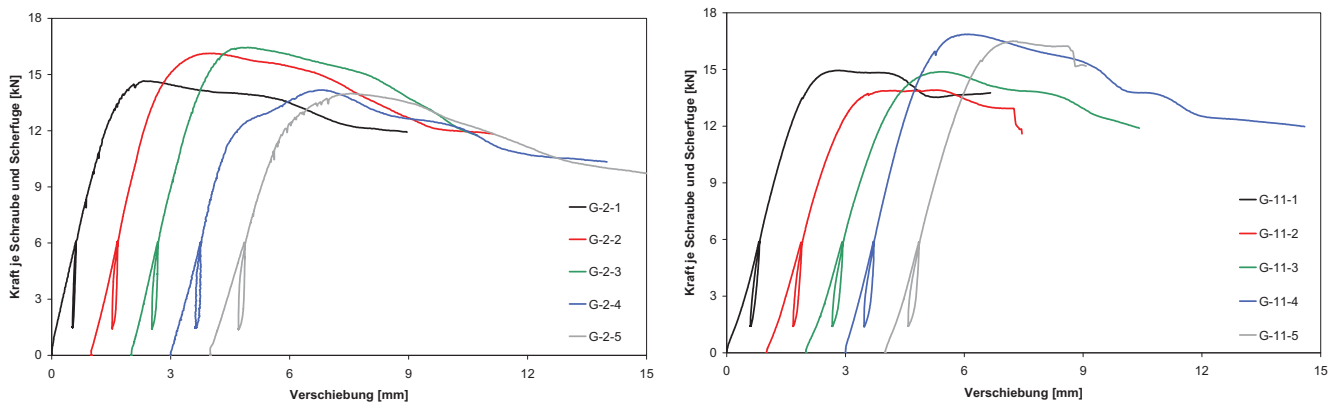 Kraft je Schraube und Scherfuge [kN]
18
15
12
9
6
3
0
G-2-1
G-2-2
G-2-3
G-2-4
G-2-5
0 3 6 9 12 15
Verschiebung [mm]
Kraft je Schraube und Scherfuge [kN]
18
15
12
9
6
3
0
G-11-1
G-11-2
G-11-3
G-11-4
G-11-5
0 3 6 9 12 15
Verschiebung [mm]